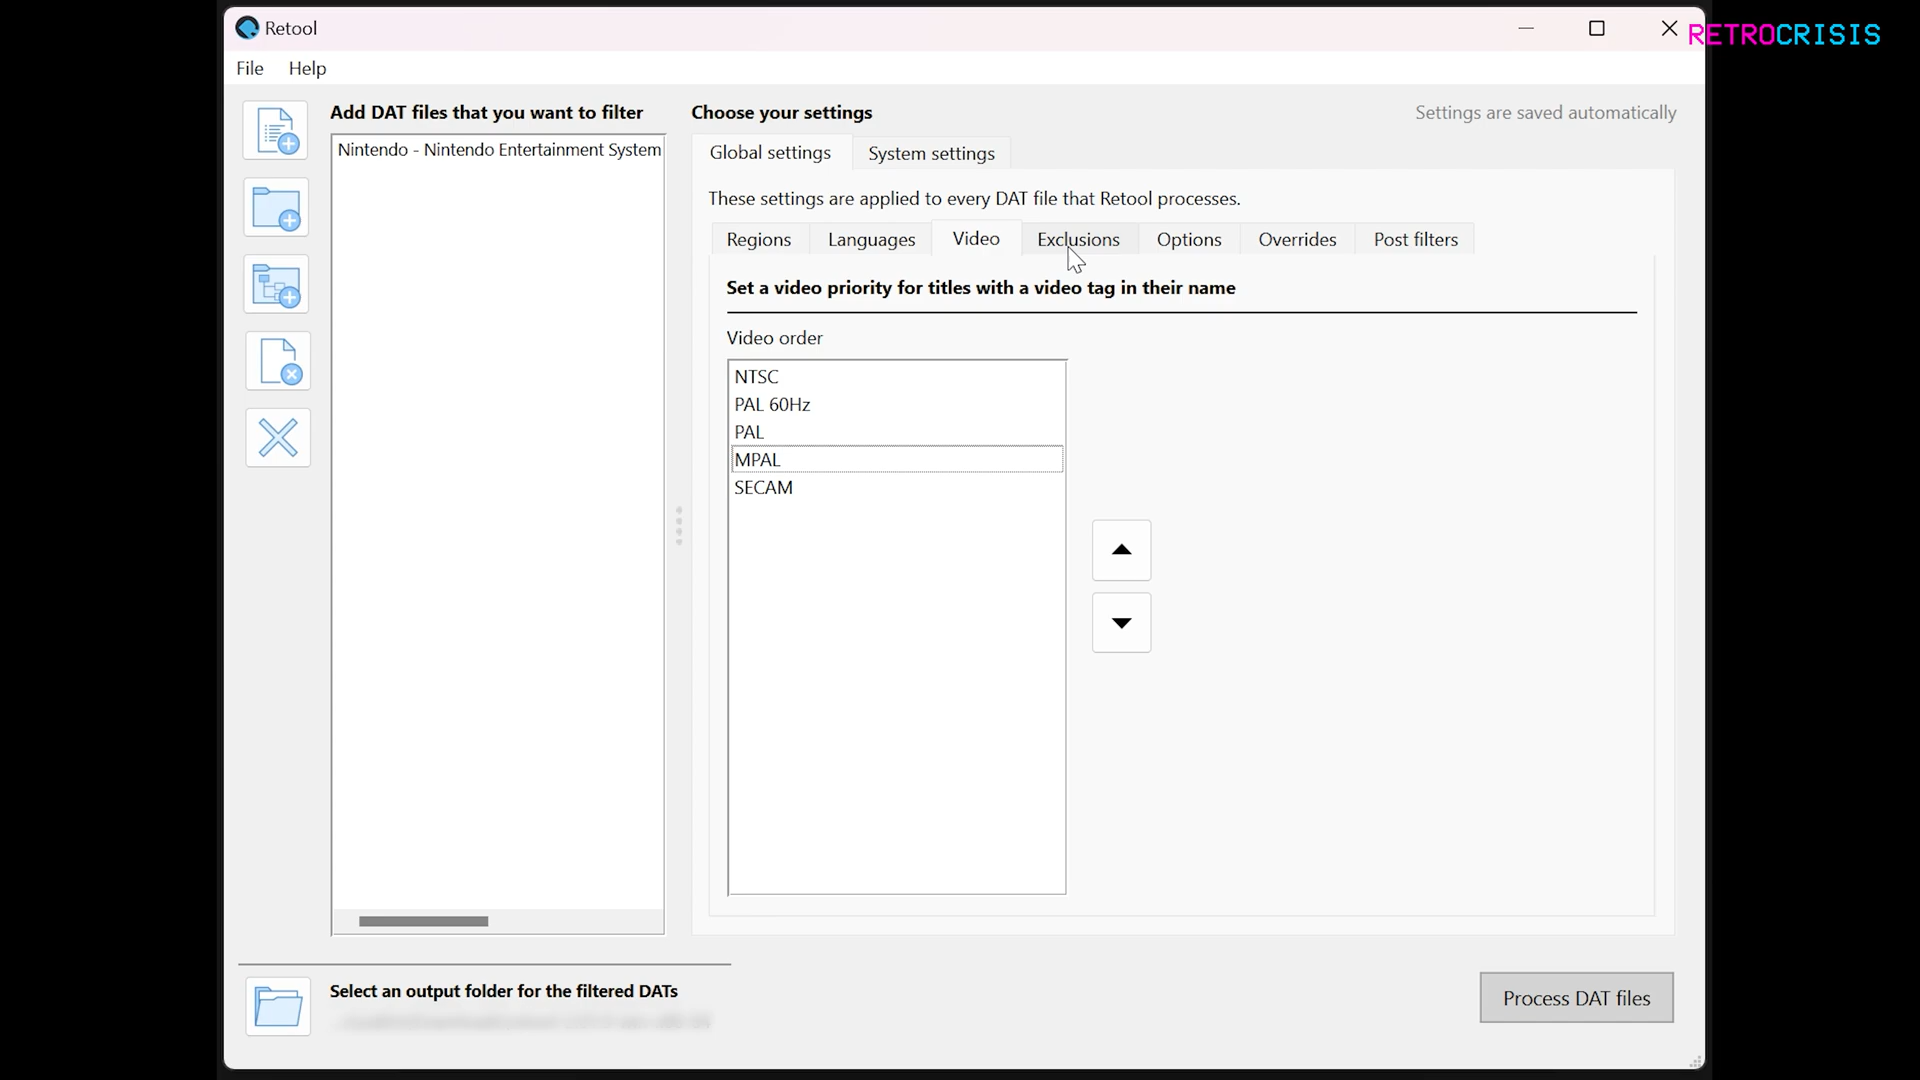 Retool
RETROCRISIS
File Help
Add DAT files that you want to filter
Choose your settings
Settings are saved automatically
Nintendo - Nintendo Entertainment System
Global settings
System settings
These settings are applied to every DAT file that Retool processes.
Regions
Languages
Video
Exclusions
Options
Overrides
Post filters
Set a video priority for titles with a video tag in their name
Video order
NTSC
PAL 60Hz
PAL
MPAL
SECAM
Select an output folder for the filtered DATs
Process DAT files